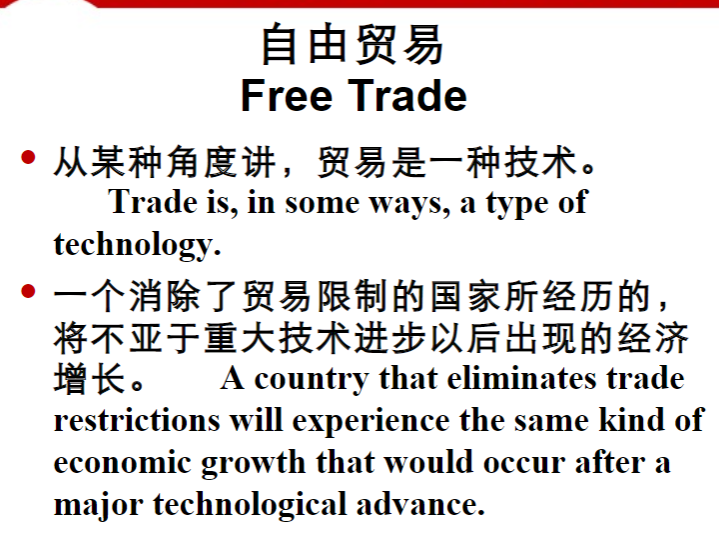 自由贸易
Free Trade
从某种角度讲，贸易是一种技术。
Trade is, in some ways, a type of
technology.
一个消除了贸易限制的国家所经历的，
将不亚于重大技术进步以后出现的经济
增长。 A country that eliminates trade
restrictions will experience the same kind of
economic growth that would occur after a
major technological advance.